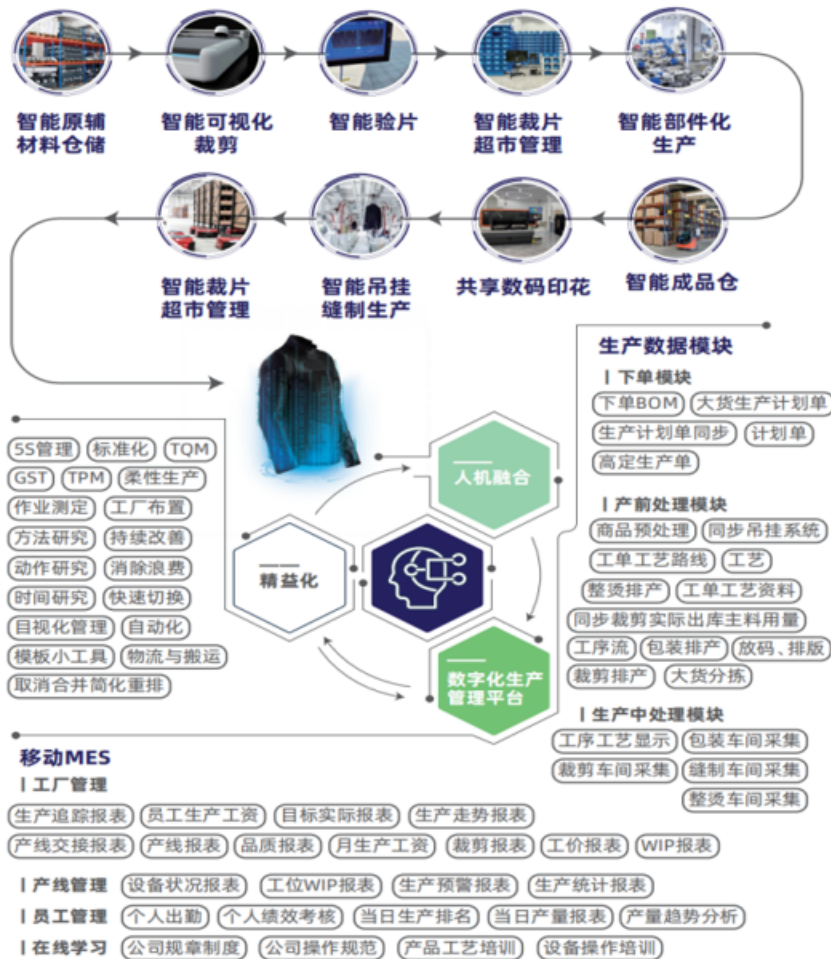 智能原辅
材料仓储
智能可视化
裁剪
智能验片
智能裁片
超市管理
智能部件化
生产
智能裁片
超市管理
智能吊挂
缝制生产
共享数码印花
智能成品仓
生产数据模块
下单模块
下单BOM 大货生产计划单
生产计划单同步 计划单
高定生产单
产前处理模块
商品预处理 同步吊挂系统
工单工艺路线 工艺
整烫排产 工单工艺资料
同步裁剪实际出库主料用量
工序流 包装排产 放码、排版
裁剪排产 大货分拣
生产中处理模块
工序工艺显示 包装车间采集
裁剪车间采集 缝制车间采集
整烫车间采集
5S管理 标准化 TQM
GST TPM 柔性生产
作业测定 工厂布置
方法研究 持续改善
动作研究 消除浪费
时间研究 快速切换
目视化管理 自动化
模板小工具 物流与搬运
取消合并简化重排
人机融合
精益化
数字化生产
管理平台
移动MES
工厂管理
生产追踪报表 员工生产工资 目标实际报表 生产走势报表
产线交接报表 产线报表 品质报表 月生产工资 裁剪报表 工价报表 WIP报表
产线管理 设备状况报表 工位WIP报表 生产预警报表 生产统计报表
员工管理 个人出勤 个人绩效考核 当日生产排名 当日产量报表 产量趋势分析
在线学习 公司规章制度 公司操作规范 产品工艺培训 设备操作培训